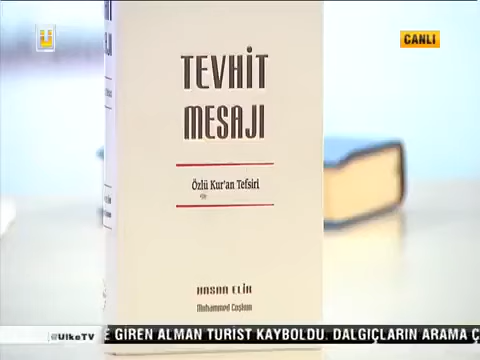 CANLI
TEVHİT
MESAJI
Özlü Kur'an Tefsiri
HASAN ELİK
Muhammed Coşkun
@UlkeTV
E GİREN ALMAN TURİST KAYBOLDU. DALGIÇLARIN ARAMA Ç